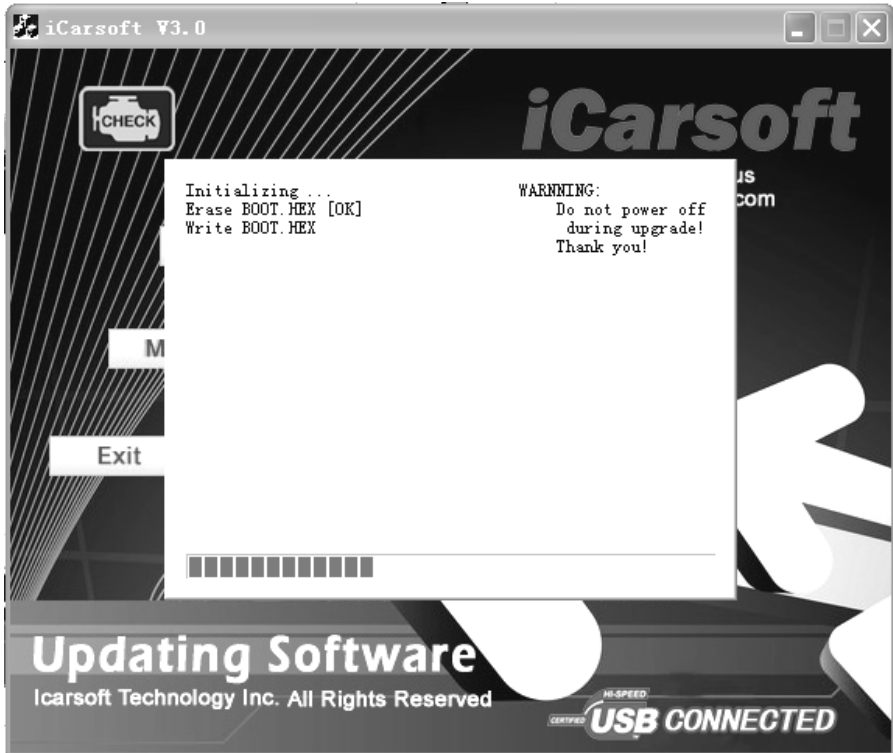 iCarsoft V3.0
CHECK
iCarsoft
us
com
Initializing ...
Erase BOOT.HEX [OK]
Write BOOT.HEX
WARNNING:
Do not power off
during upgrade!
Thank you!
M
Exit
Updating Software
Icarsoft Technology Inc. All Rights Reserved
HI-SPEED
CERTIFIED USB CONNECTED